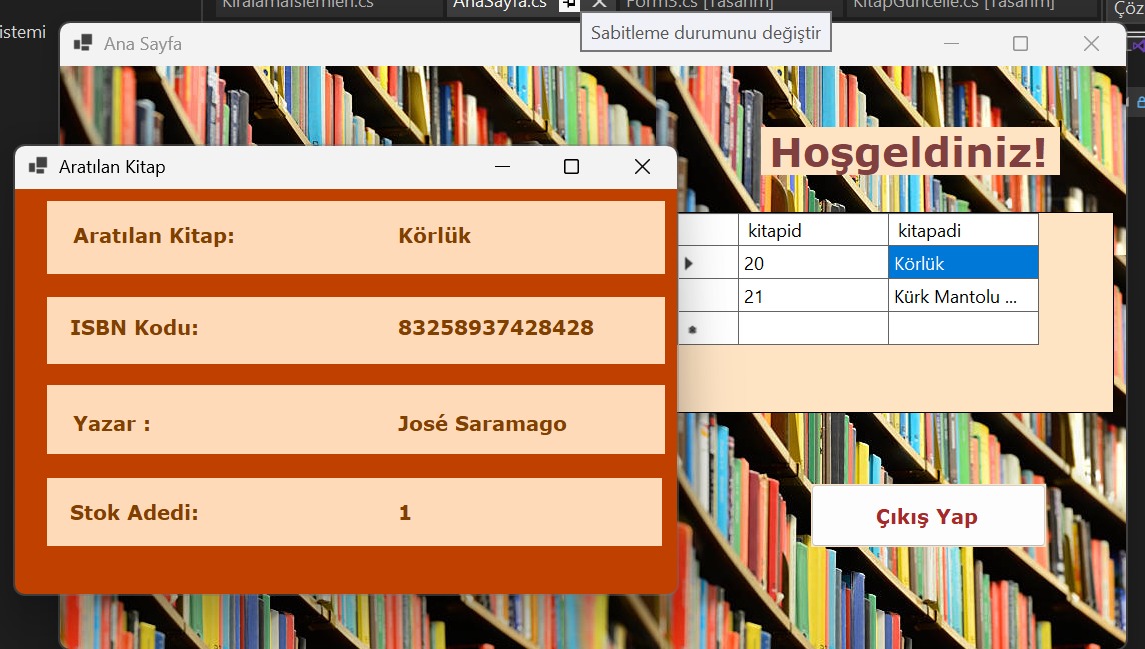 KiralamaIslemleri.cs
AnaSayfa.cs
Form3.cs [Tasarım]
KitapGuncelle.cs [Tasarım]
Çöz
istemi
Sabitleme durumunu değiştir
Ana Sayfa
Hoşgeldiniz!
Aratılan Kitap
Aratılan Kitap: Körlük
ISBN Kodu: 83258937428428
Yazar : José Saramago
Stok Adedi: 1
kitapid kitapadi
20 Körlük
21 Kürk Mantolu ...
Çıkış Yap